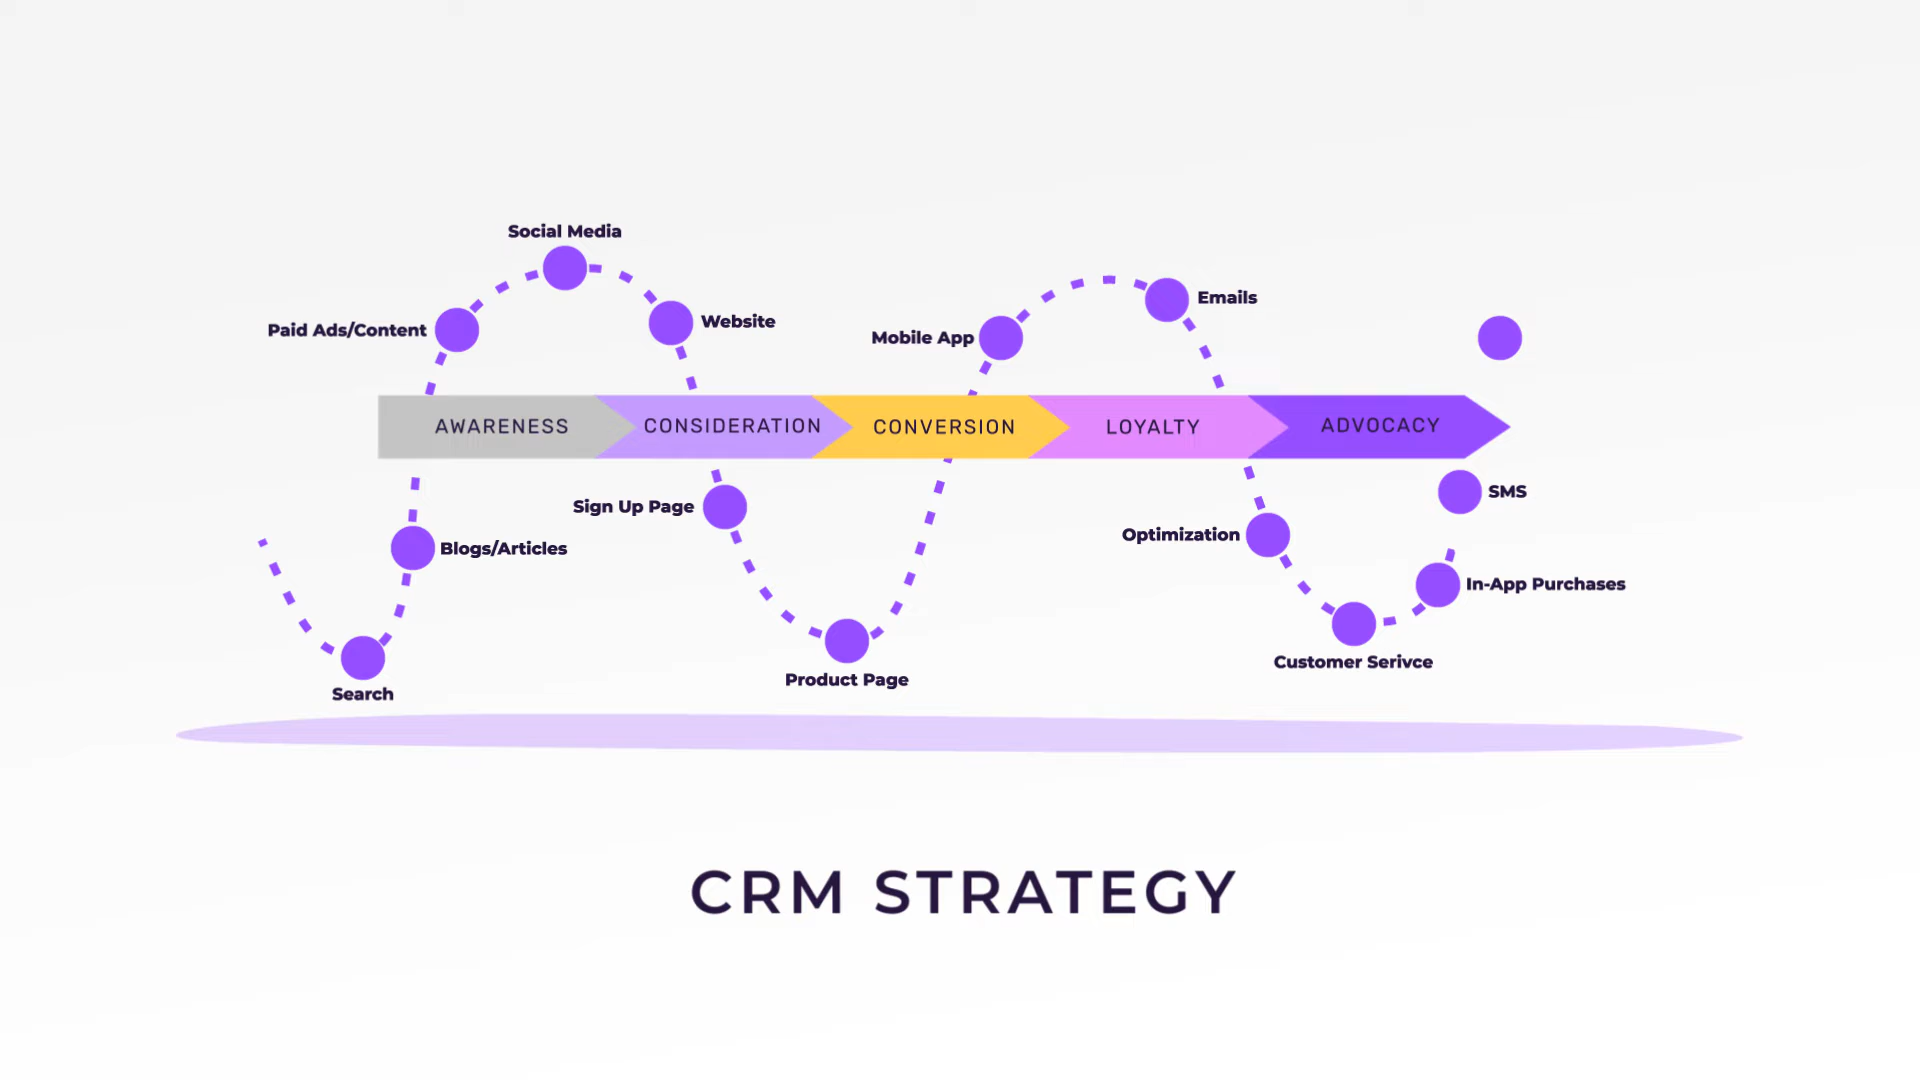 Social Media
Paid Ads/Content
Website
Mobile App
Emails
AWARENESS
CONSIDERATION
CONVERSION
LOYALTY
ADVOCACY
Sign Up Page
Blogs/Articles
Optimization
SMS
In-App Purchases
Search
Product Page
Customer Serivce
CRM STRATEGY